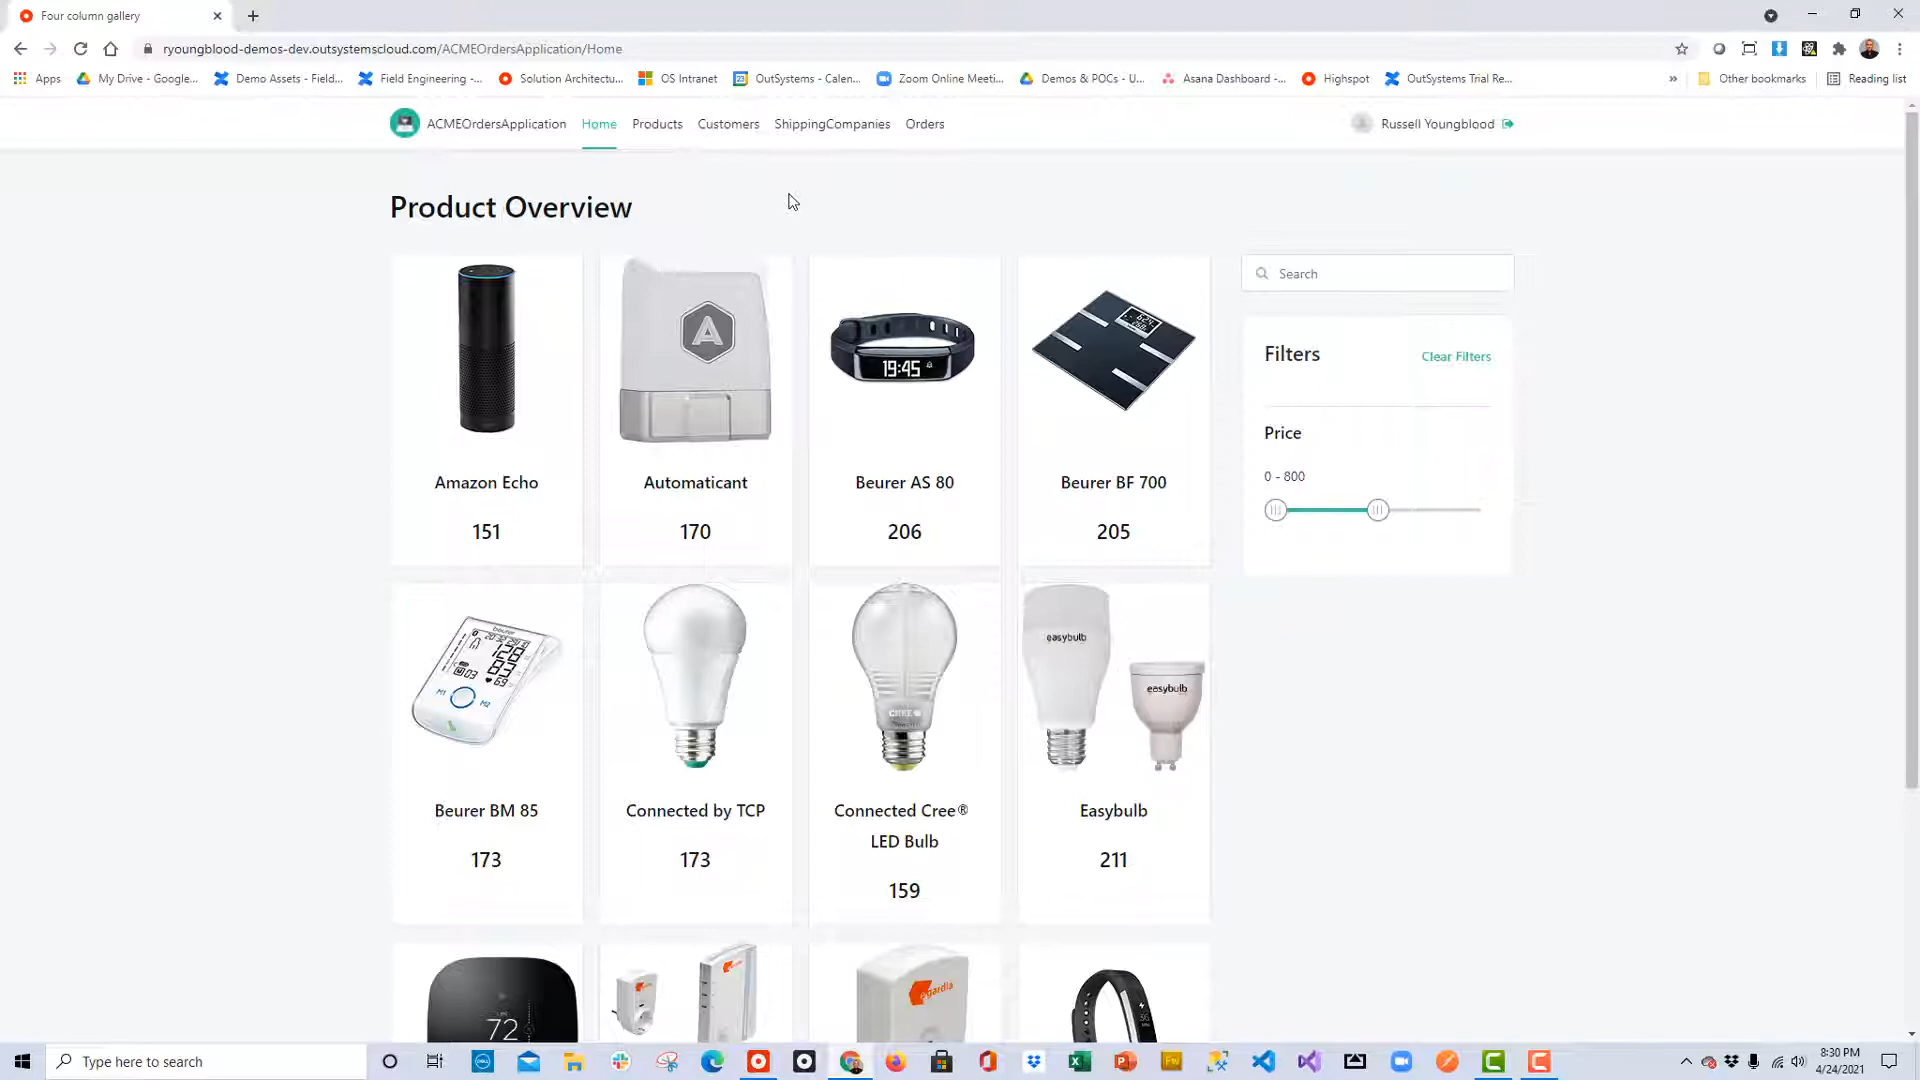 Four column gallery
ryoungblood-demos-dev.outsystemscloud.com/ACMEOrdersApplication/Home
Apps
My Drive - Google...
Demo Assets - Field...
Field Engineering -...
Solution Architectu...
OS Intranet
OutSystems - Calen...
Zoom Online Meeti...
Demos & POCs - U...
Asana Dashboard -...
Highspot
OutSystems Trial Re...
»
Other bookmarks
Reading list
ACMEOrdersApplication
Home
Products
Customers
ShippingCompanies
Orders
Russell Youngblood
Product Overview
Search
Filters
Clear Filters
Price
0 - 800
A
19:45
Amazon Echo
151
Automaticant
170
Beurer AS 80
206
Beurer BF 700
205
beurer
M1
M2
CREE
easybulb
easybulb
Beurer BM 85
173
Connected by TCP
173
Connected Cree®
LED Bulb
159
Easybulb
211
72
egardia
Type here to search
8:30 PM
4/24/2021